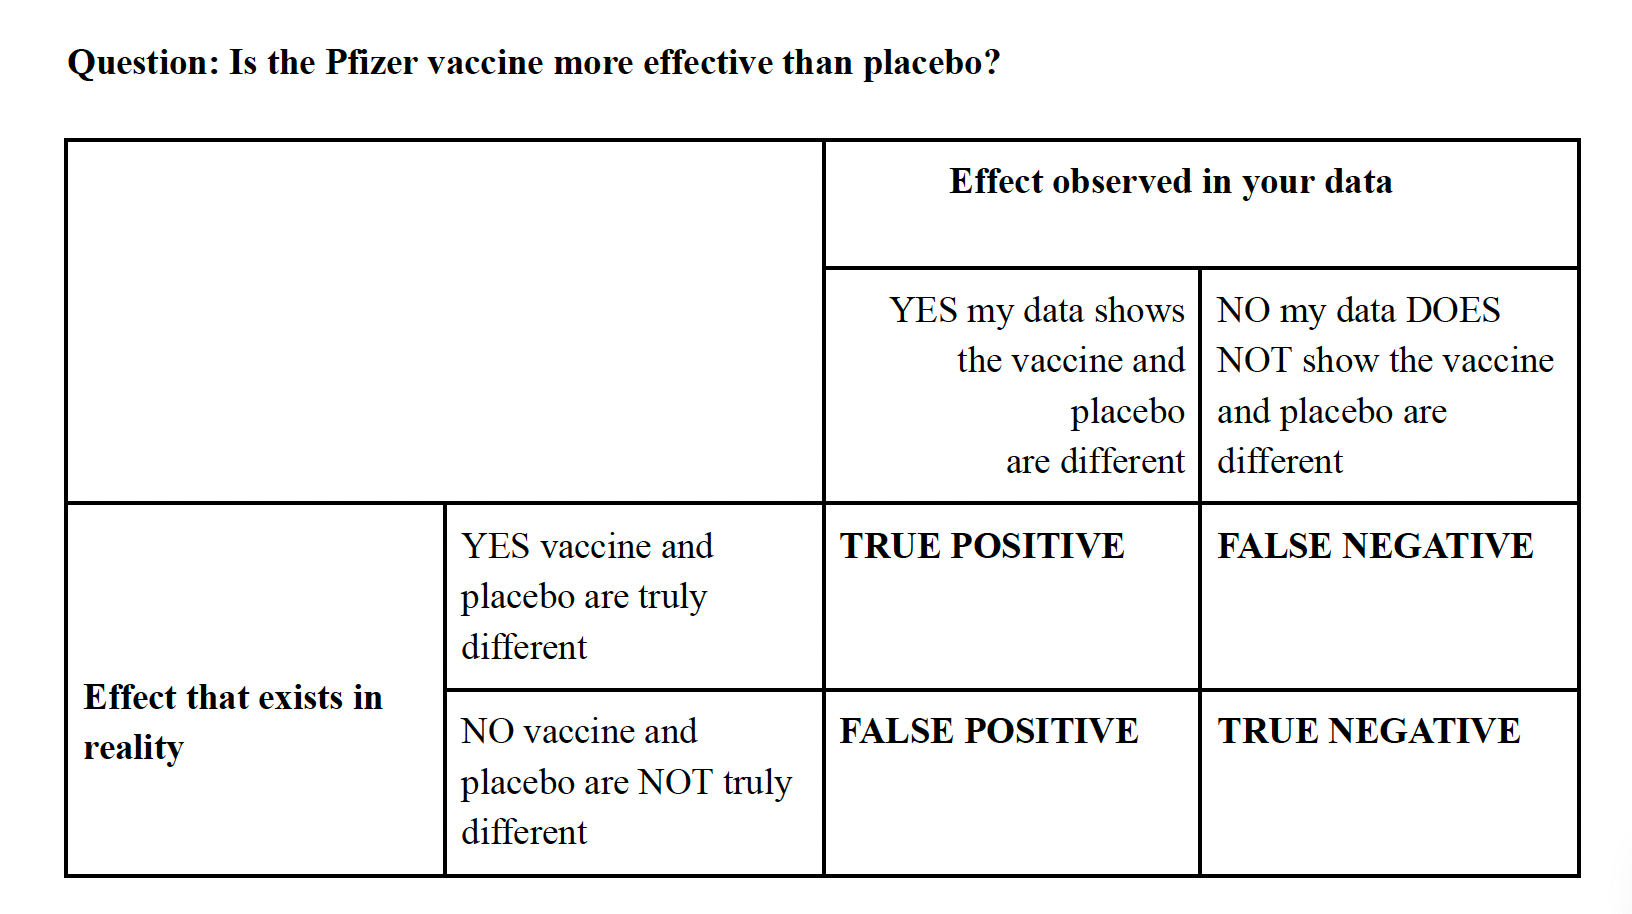 Question: Is the Pfizer vaccine more effective than placebo?
Effect observed in your data
YES my data shows
the vaccine and
placebo
are different
NO my data DOES
NOT show the vaccine
and placebo are
different
Effect that exists in
reality
YES vaccine and
placebo are truly
different
TRUE POSITIVE
FALSE NEGATIVE
NO vaccine and
placebo are NOT truly
different
FALSE POSITIVE
TRUE NEGATIVE